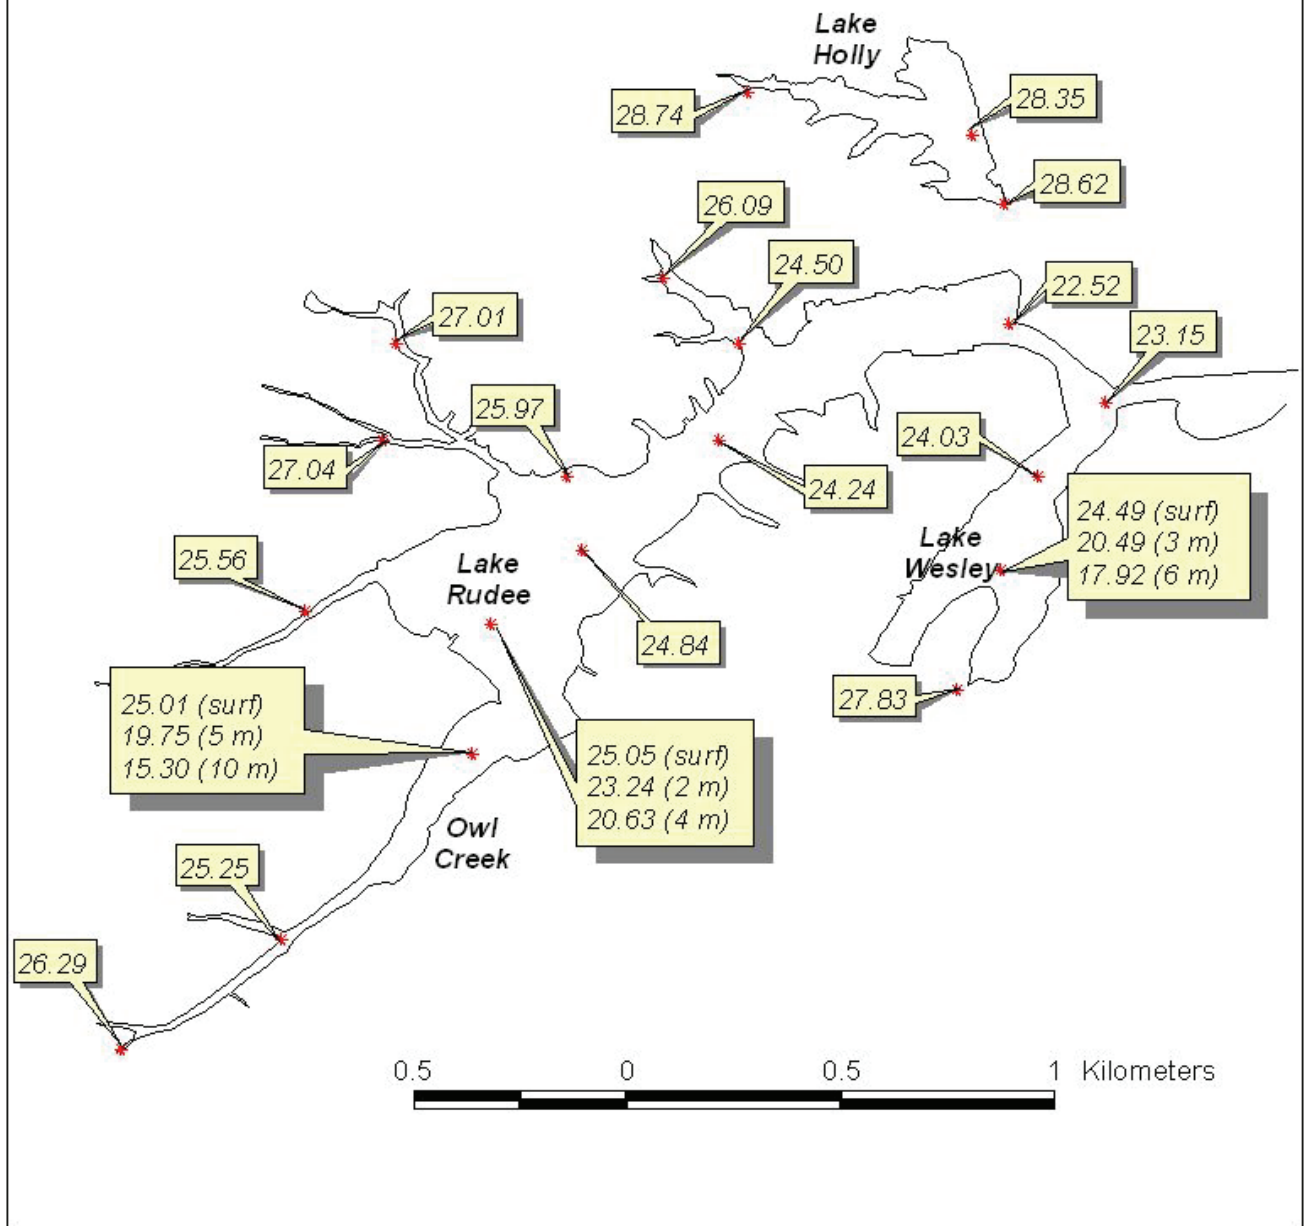 Lake
Holly
28.74
28.35
28.62
26.09
24.50
22.52
27.01
23.15
25.97
24.03
27.04
24.24
24.49 (surf)
20.49 (3 m)
17.92 (6 m)
Lake
Wesley
25.56
Lake
Rudee
24.84
27.83
25.01 (surf)
19.75 (5 m)
15.30 (10 m)
25.05 (surf)
23.24 (2 m)
20.63 (4 m)
Owl
Creek
25.25
26.29
0.5 0 0.5 1 Kilometers